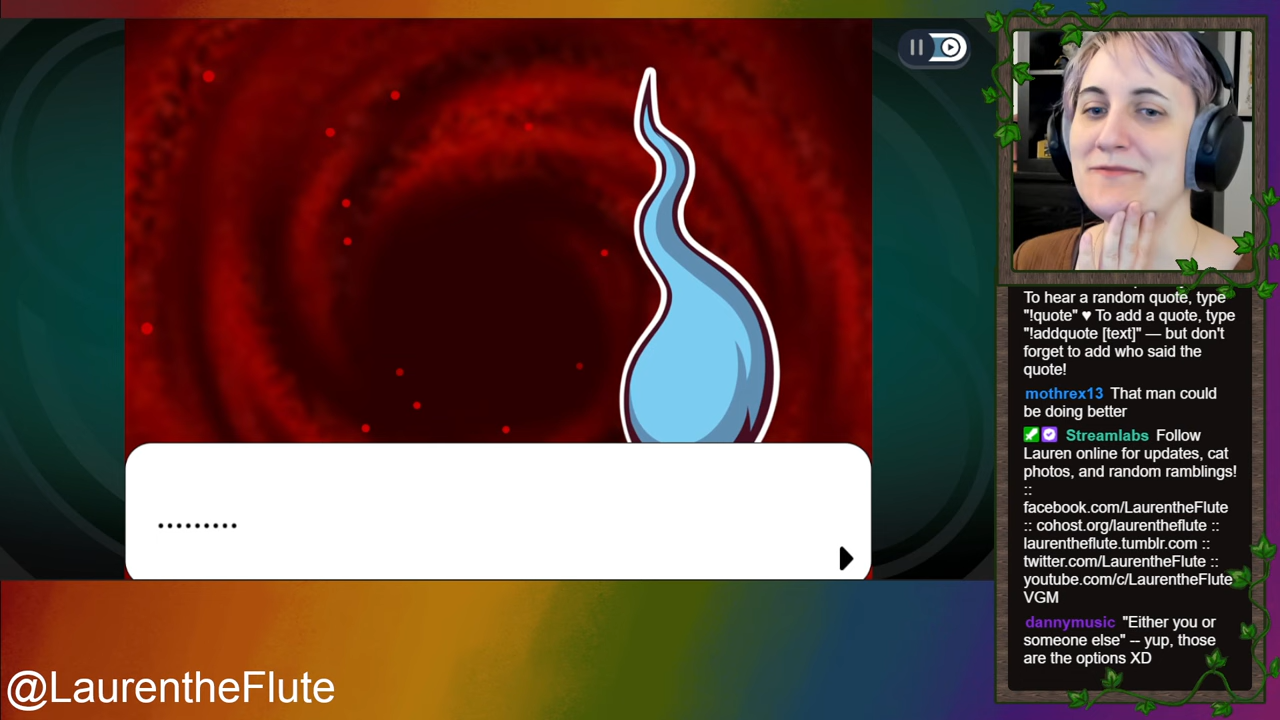 To hear a random quote, type
"!quote" ♥ To add a quote, type
"!addquote [text]" — but don't
forget to add who said the
quote!
mothrex13 That man could
be doing better
Streamlabs Follow
Lauren online for updates, cat
photos, and random ramblings!
::
facebook.com/LaurentheFlute
:: cohost.org/laurentheflute ::
laurentheflute.tumblr.com ::
twitter.com/LaurentheFlute ::
youtube.com/c/LaurentheFlute
VGM
dannymusic "Either you or
someone else" -- yup, those
are the options XD
.........
@LaurentheFlute